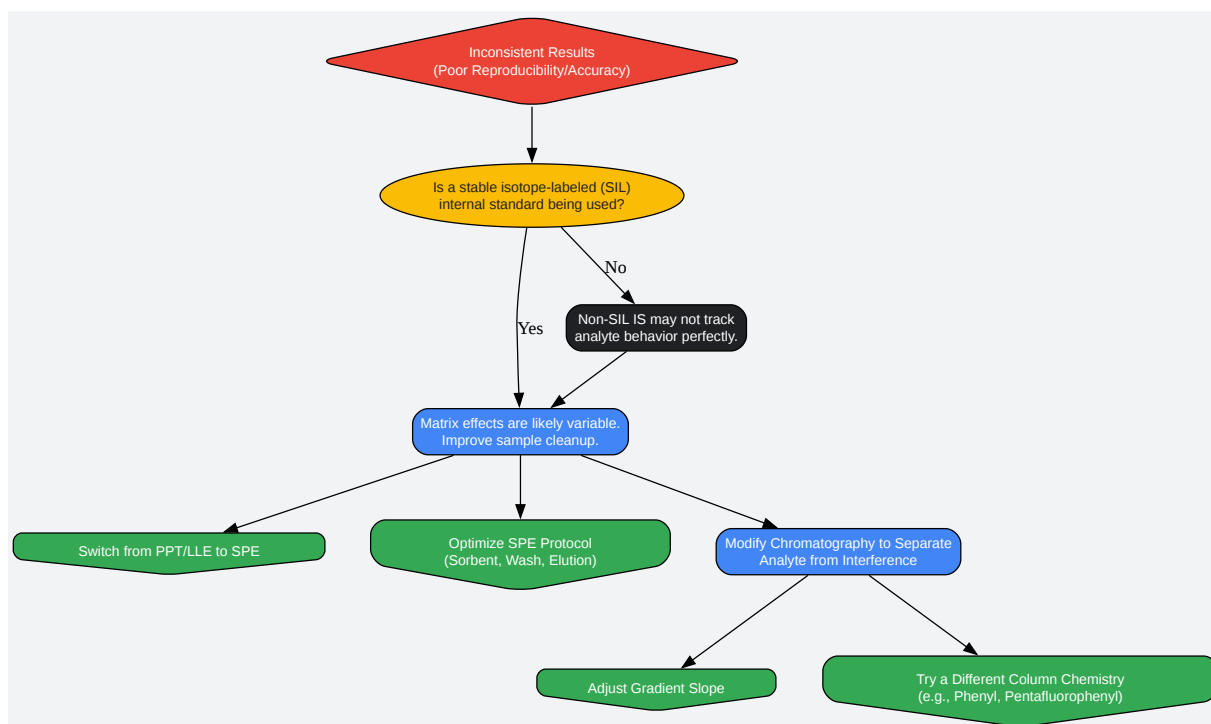 Inconsistent Results
(Poor Reproducibility/Accuracy)
Is a stable isotope-labeled (SIL)
internal standard being used?
No
Non-SIL IS may not track
analyte behavior perfectly.
Yes
Matrix effects are likely variable.
Improve sample cleanup.
Switch from PPT/LLE to SPE
Optimize SPE Protocol
(Sorbent, Wash, Elution)
Modify Chromatography to Separate
Analyte from Interference
Adjust Gradient Slope
Try a Different Column Chemistry
(e.g., Phenyl, Pentafluorophenyl)